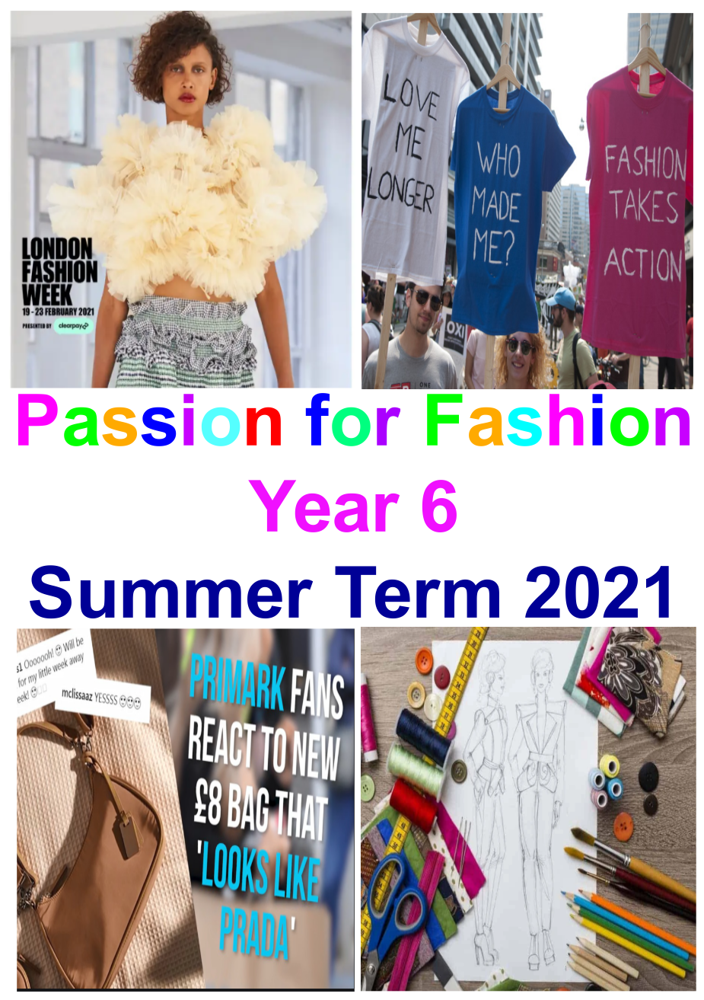 LONDON
FASHION
WEEK
19 - 23 FEBRUARY 2021
PRESENTED BY clearpay
LOVE
ME
LONGER
WHO
MADE
ME?
FASHION
TAKES
ACTION
OXI
ONE
Passion for Fashion
Year 6
Summer Term 2021
s1 Ooooooh! Will be
for my little week away
eek!
mclissaaz YESSSS
PRIMARK FANS
REACT TO NEW
£8 BAG THAT
'LOOKS LIKE
PRADA'